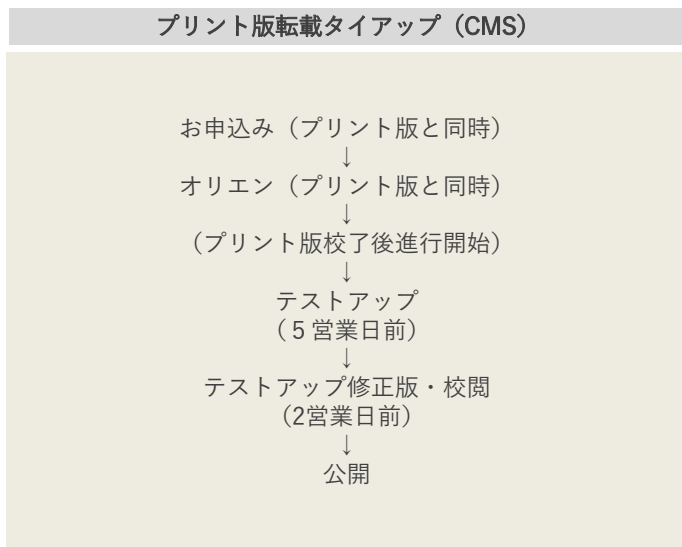 プリント版転載タイアップ（CMS）
お申込み（プリント版と同時）
↓
オリエン（プリント版と同時）
↓
（プリント版校了後進行開始）
↓
テストアップ
（５営業日前）
↓
テストアップ修正版・校閲
（2営業日前）
↓
公開